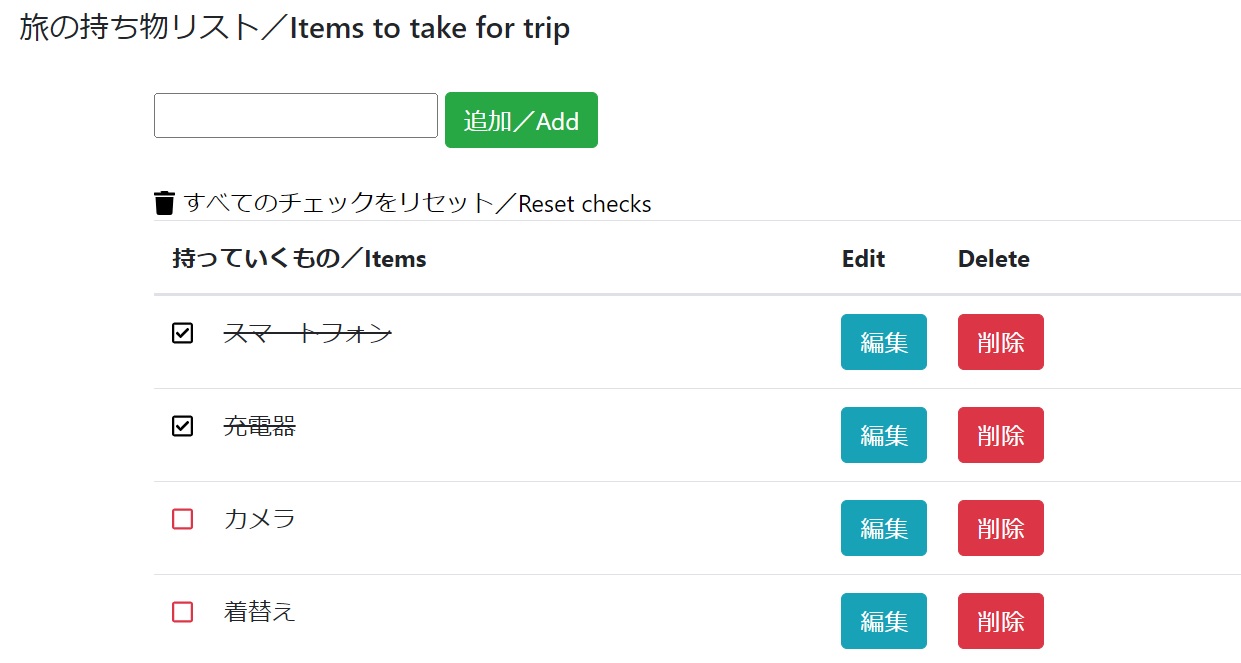 旅の持ち物リスト／Items to take for trip
追加／Add
すべてのチェックをリセット／Reset checks
持っていくもの／Items Edit Delete
スマートフォン 編集 削除
充電器 編集 削除
カメラ 編集 削除
着替え 編集 削除